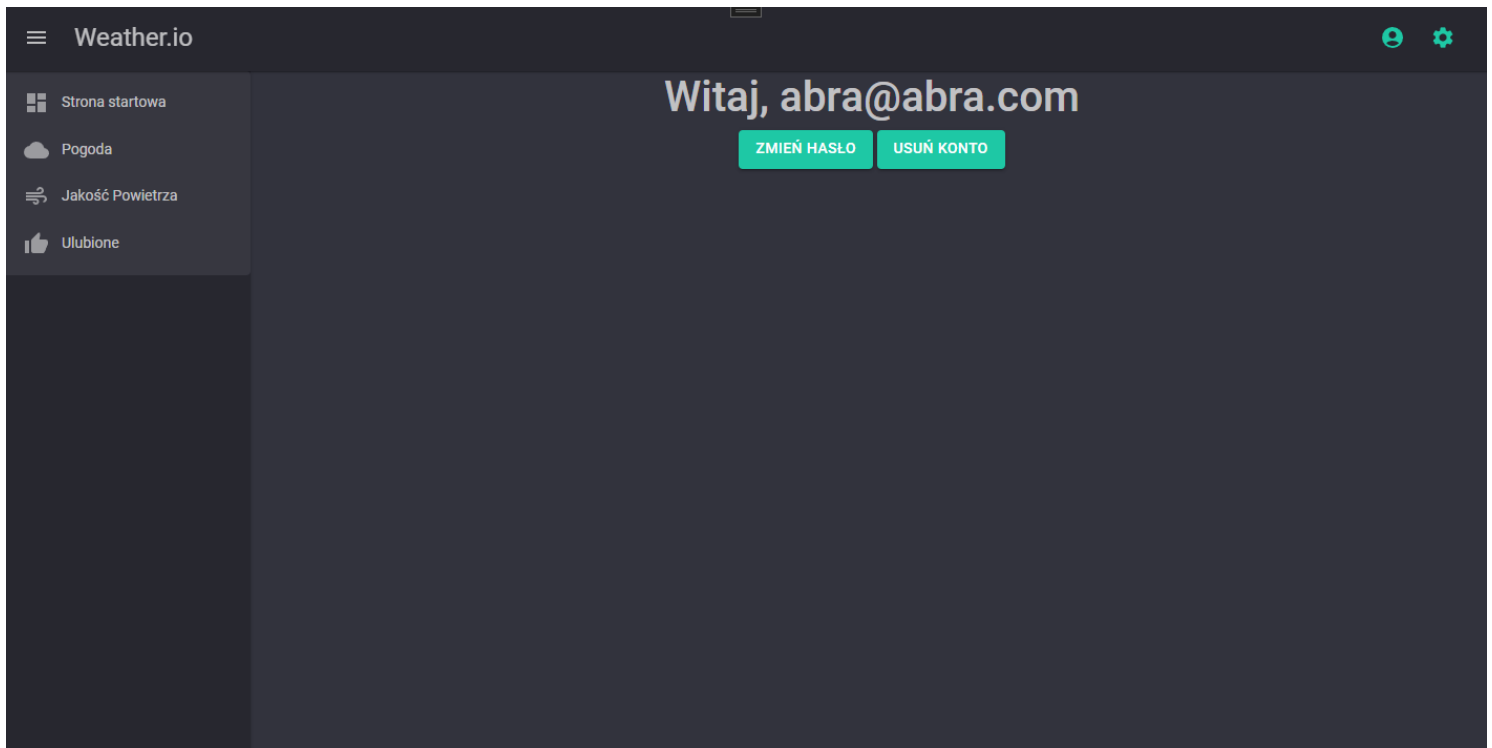 Weather.io
Strona startowa
Pogoda
Jakość Powietrza
Ulubione
Witaj, abra@abra.com
ZMIEŃ HASŁO USUŃ KONTO